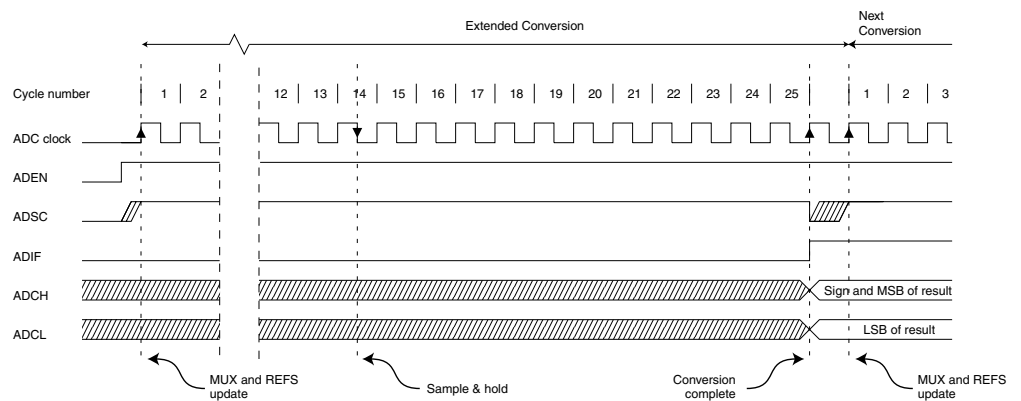 Extended Conversion
Next
Conversion
Cycle number 1 2 12 13 14 15 16 17 18 19 20 21 22 23 24 25 1 2 3
ADC clock
ADEN
ADSC
ADIF
ADCH Sign and MSB of result
ADCL LSB of result
MUX and REFS
update
Sample & hold
Conversion
complete
MUX and REFS
update